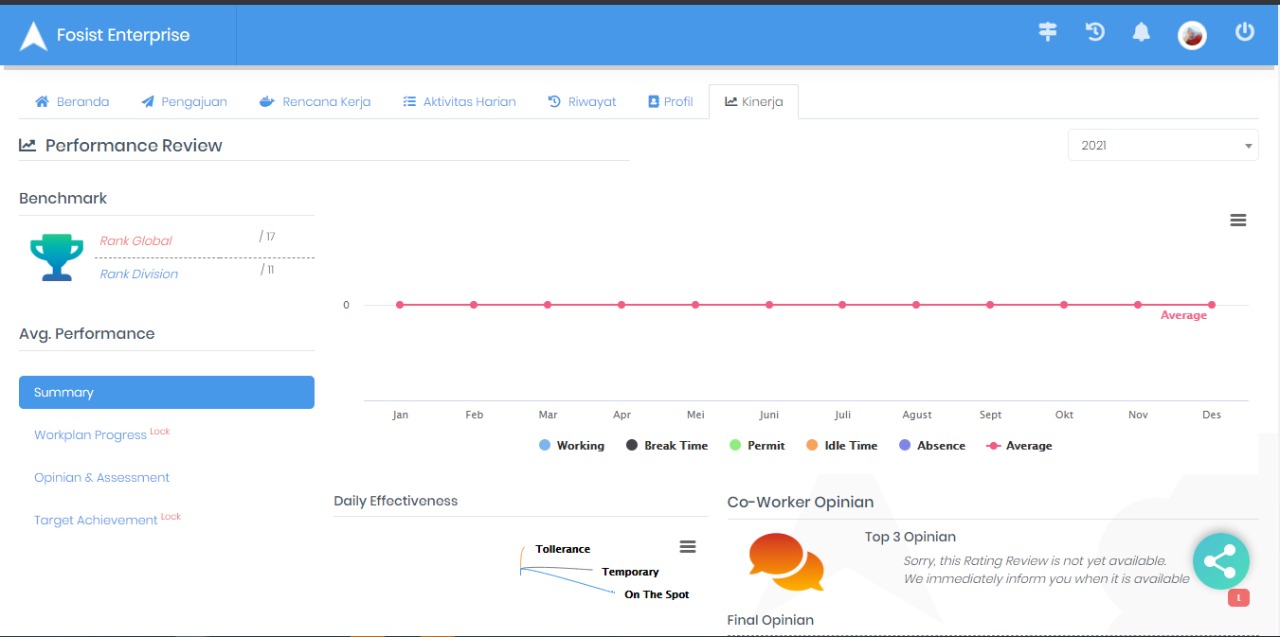 Fosist Enterprise
Beranda
Pengajuan
Rencana Kerja
Aktivitas Harian
Riwayat
Profil
Kinerja
Performance Review
2021
Benchmark
Rank Global / 17
Rank Division / 11
Avg. Performance
Summary
Workplan Progress Lock
Opinian & Assessment
Target Achievement Lock
0
Average
Jan Feb Mar Apr Mei Juni Juli Agust Sept Okt Nov Des
Working Break Time Permit Idle Time Absence Average
Daily Effectiveness
Tollerance
Temporary
On The Spot
Co-Worker Opinian
Top 3 Opinian
Sorry, this Rating Review is not yet available.
We immediately inform you when it is available
1
Final Opinian